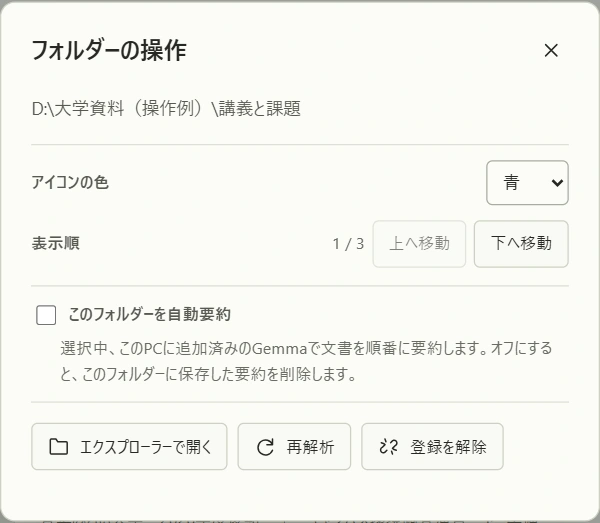 フォルダーの操作
D:\大学資料（操作例）\講義と課題
アイコンの色
青
表示順
1 / 3
上へ移動
下へ移動
このフォルダーを自動要約
選択中、このPCに追加済みのGemmaで文書を順番に要約します。オフにする
と、このフォルダーに保存した要約を削除します。
エクスプローラーで開く
再解析
登録を解除